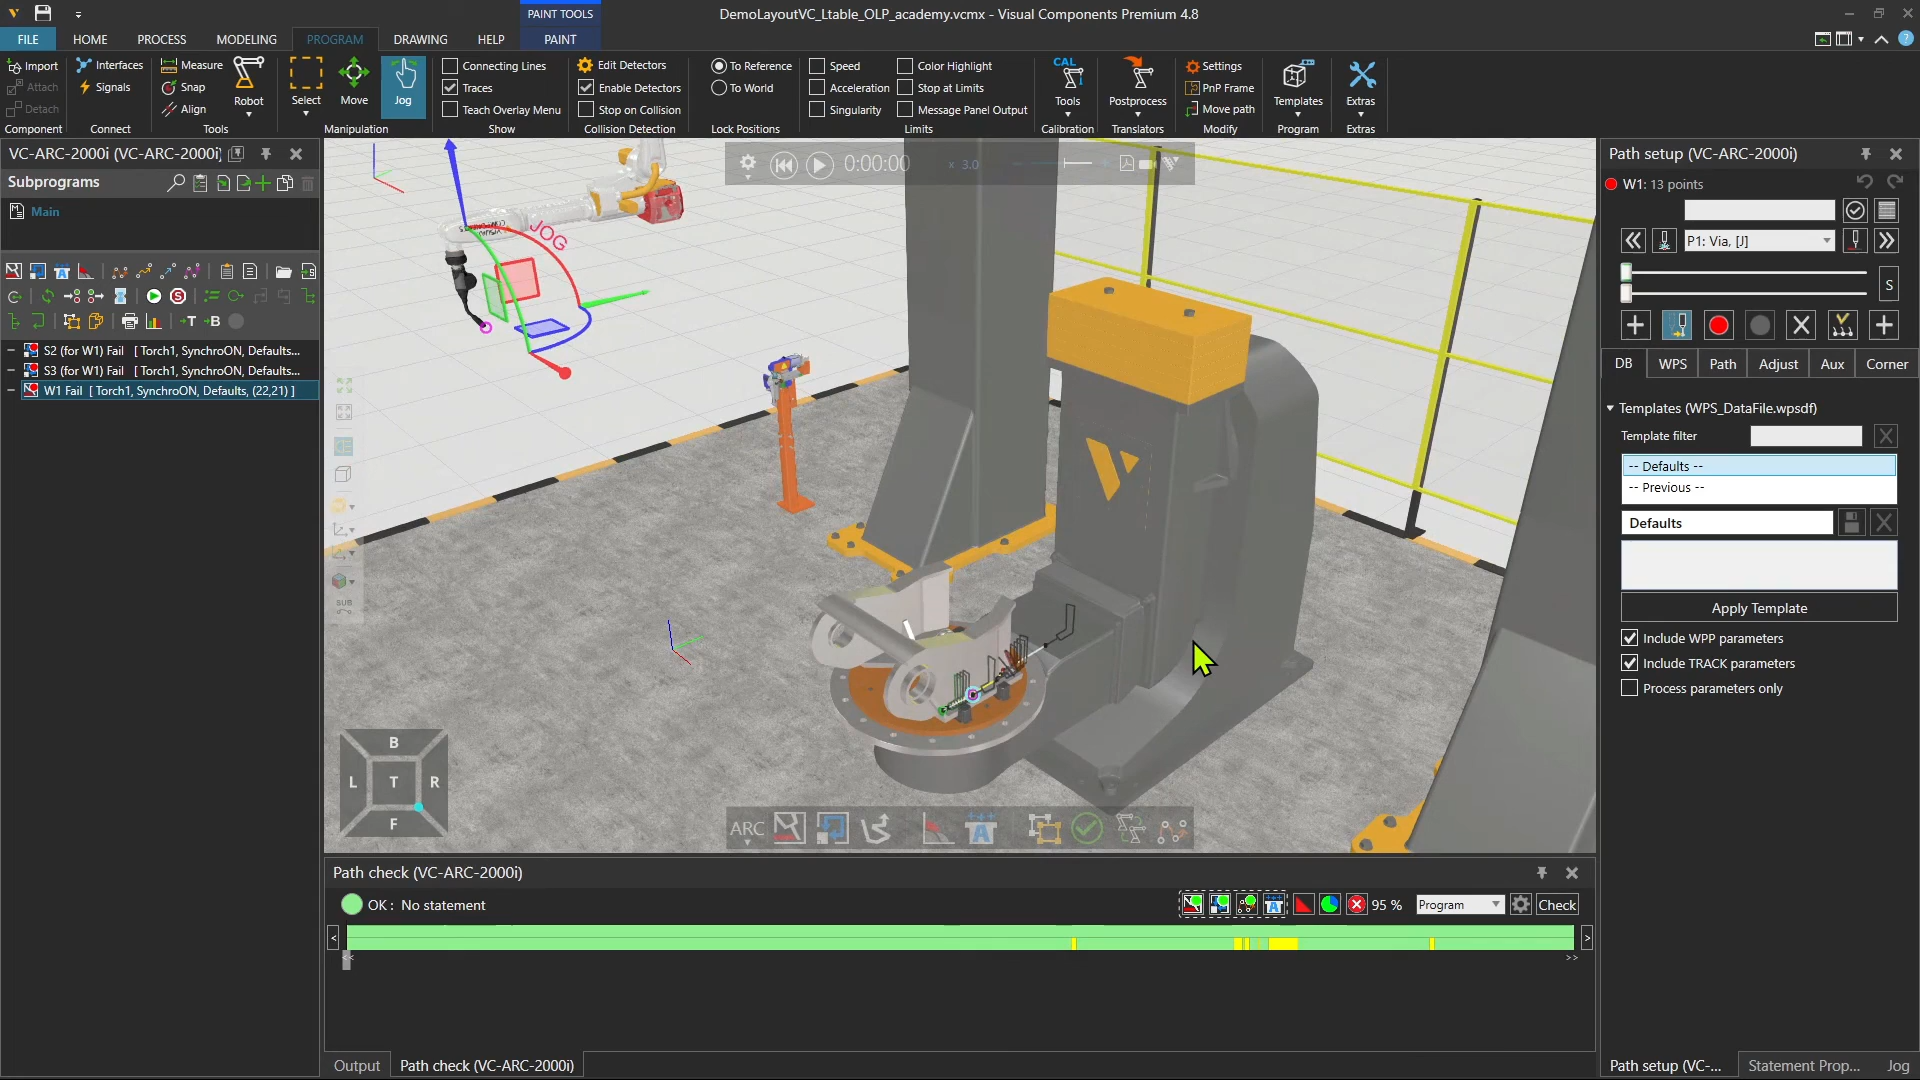 PAINT TOOLS
DemoLayoutVC_Ltable_OLP_academy.vcmx - Visual Components Premium 4.8
FILE
HOME
PROCESS
MODELING
PROGRAM
DRAWING
HELP
PAINT
Import
Attach
Detach
Component
Interfaces
Signals
Connect
Measure
Snap
Align
Robot
Tools
Select
Move
Jog
Manipulation
Connecting Lines
Traces
Teach Overlay Menu
Show
Edit Detectors
Enable Detectors
Stop on Collision
Collision Detection
To Reference
To World
Lock Positions
Speed
Acceleration
Singularity
Color Highlight
Stop at Limits
Message Panel Output
Limits
CAL
Tools
Calibration
Postprocess
Translators
Settings
PnP Frame
Move path
Modify
Templates
Program
Extras
Extras
VC-ARC-2000i (VC-ARC-2000i)
Subprograms
Main
S2 (for W1) Fail [ Torch1, SynchroON, Defaults...
S3 (for W1) Fail [ Torch1, SynchroON, Defaults...
W1 Fail [ Torch1, SynchroON, Defaults, (22,21) ]
0:00:00
x 3.0
JOG
SUB
B
L T R
F
ARC
Path check (VC-ARC-2000i)
OK : No statement
95 %
Program
Check
<
>
<<
>>
Output
Path check (VC-ARC-2000i)
Path setup (VC-ARC-2000i)
W1: 13 points
P1: Via, [J]
S
DB
WPS
Path
Adjust
Aux
Corner
Templates (WPS_DataFile.wpsdf)
Template filter
-- Defaults --
-- Previous --
Defaults
Apply Template
Include WPP parameters
Include TRACK parameters
Process parameters only
Path setup (VC-...
Statement Prop...
Jog